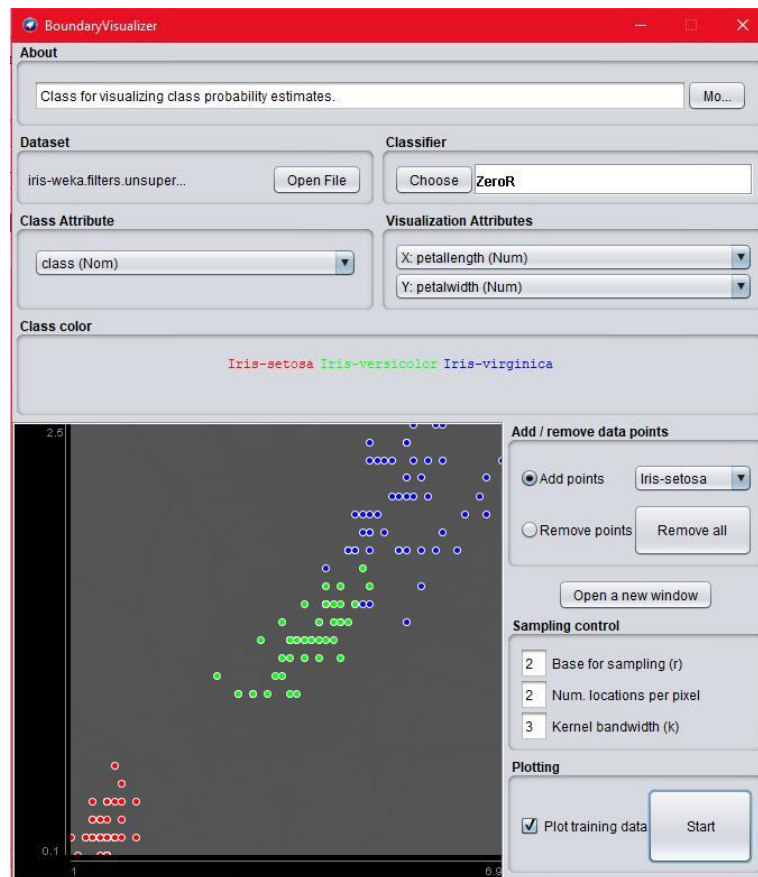 BoundaryVisualizer
About
Class for visualizing class probability estimates.
Mo...
Dataset
iris-weka.filters.unsuper...
Open File
Classifier
Choose
ZeroR
Class Attribute
class (Nom)
Visualization Attributes
X: petallength (Num)
Y: petalwidth (Num)
Class color
Iris-setosa Iris-versicolor Iris-virginica
2.5
0.1
1
6.9
Add / remove data points
Add points
Iris-setosa
Remove points
Remove all
Open a new window
Sampling control
2 Base for sampling (r)
2 Num. locations per pixel
3 Kernel bandwidth (k)
Plotting
Plot training data
Start